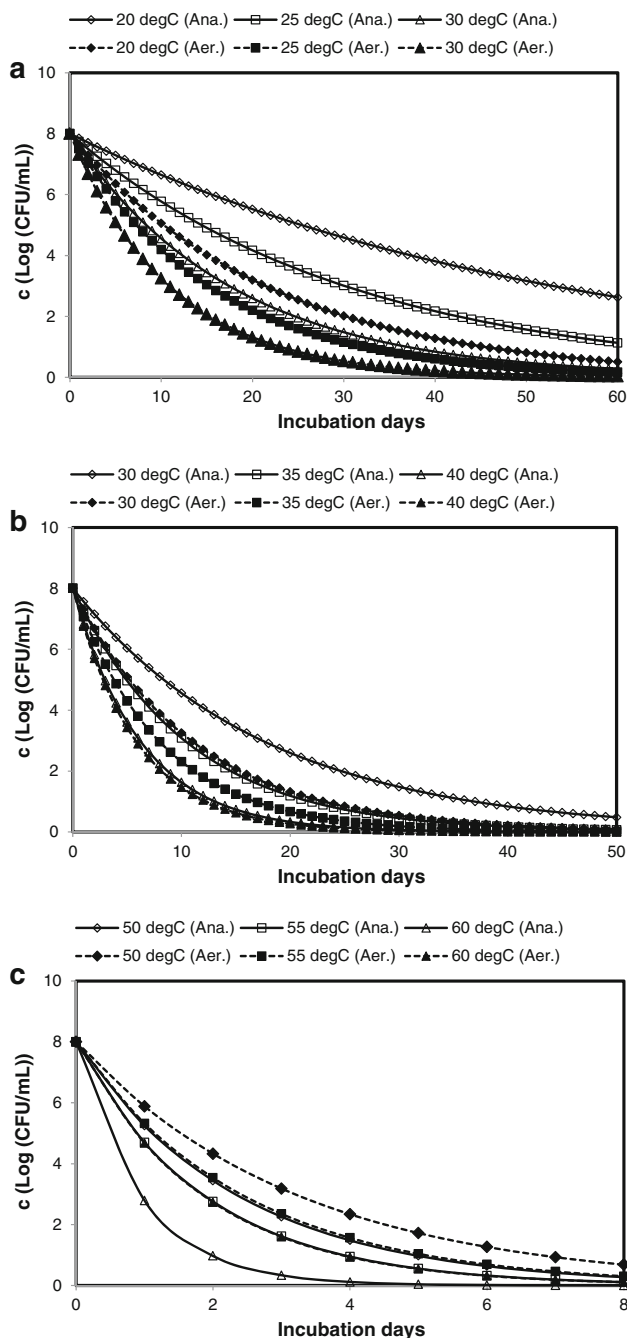 20 degC (Ana.) 25 degC (Ana.) 30 degC (Ana.)
20 degC (Aer.) 25 degC (Aer.) 30 degC (Aer.)
a
10
8
6
4
2
0
c (Log (CFU/mL))
0 10 20 30 40 50 60
Incubation days
30 degC (Ana.) 35 degC (Ana.) 40 degC (Ana.)
30 degC (Aer.) 35 degC (Aer.) 40 degC (Aer.)
b
10
8
6
4
2
0
c (Log (CFU/mL))
0 10 20 30 40 50
Incubation days
50 degC (Ana.) 55 degC (Ana.) 60 degC (Ana.)
50 degC (Aer.) 55 degC (Aer.) 60 degC (Aer.)
c
10
8
6
4
2
0
c (Log (CFU/mL))
0 2 4 6 8
Incubation days